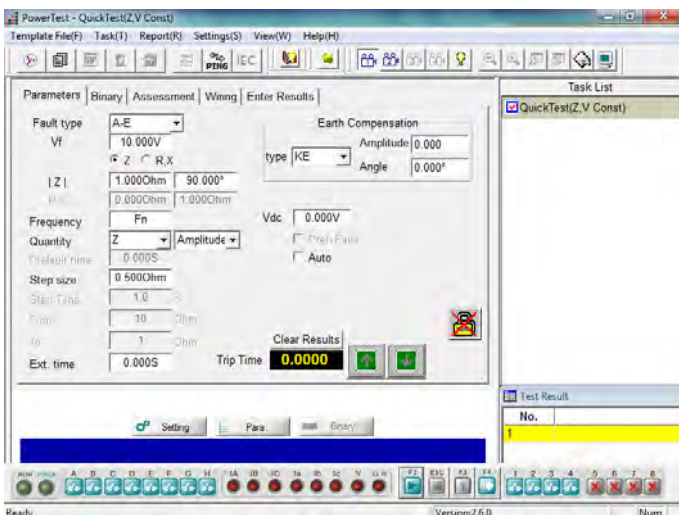 PowerTest - QuickTest(Z,V Const)
Template File(F) Task(T) Report(R) Settings(S) View(W) Help(H)
PING IEC
Task List
QuickTest(Z,V Const)
Parameters Binary Assessment Wiring Enter Results
Fault type A-E
Vf 10.000V
Z R,X
|Z| 1.000Ohm 90.000°
R,X 0.000Ohm 1.000Ohm
Frequency Fn
Quantity Z Amplitude
Prefault time 0.000S
Step size 0.500Ohm
Step Time 1.0 S
From 10 Ohm
To 1 Ohm
Ext. time 0.000S
Earth Compensation
type KE
Amplitude 0.000
Angle 0.000°
Vdc 0.000V
Auto
Clear Results
Trip Time 0.0000
Setting Para. Binary
Test Result
No.
1
A B C D E F G H IA IB IC Ia Ib Ic V F2 ESC F3 F4 1 2 3 4 5 6 7 8
Ready Version:2.6.0 Num